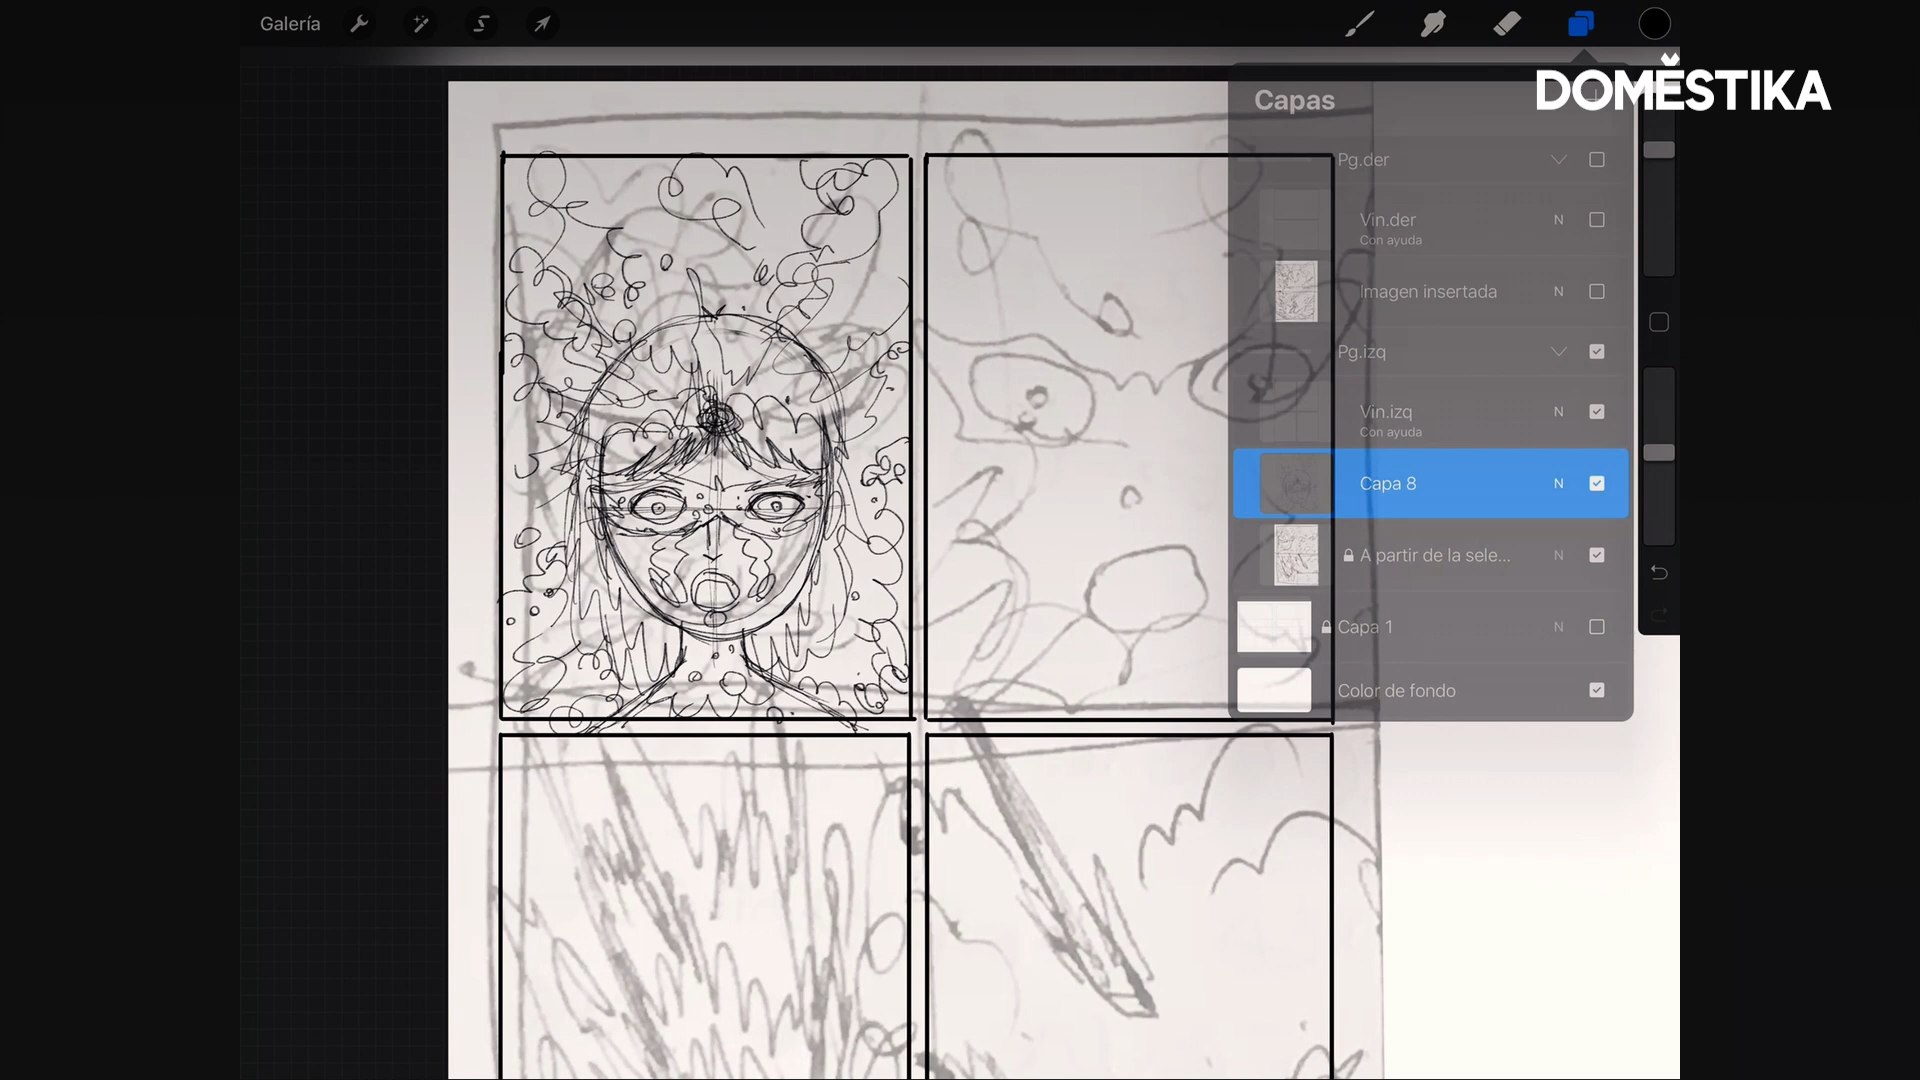 Galería
DOMESTIKA
Capas
Pg.der
Vin.der N
Con ayuda
Imagen insertada N
Pg.izq
Vin.izq N
Con ayuda
Capa 8 N
A partir de la sele... N
Capa 1 N
Color de fondo